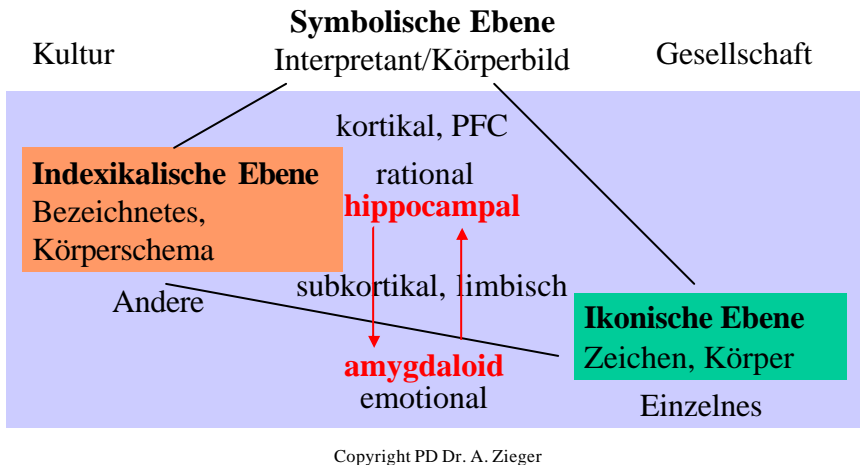 Symbolische Ebene
Kultur
Interpretant/Körperbild
Gesellschaft
kortikal, PFC
Indexikalische Ebene
Bezeichnetes,
Körperschema
rational
hippocampal
Andere
subkortikal, limbisch
Ikonische Ebene
Zeichen, Körper
amygdaloid
emotional
Einzelnes
Copyright PD Dr. A. Zieger